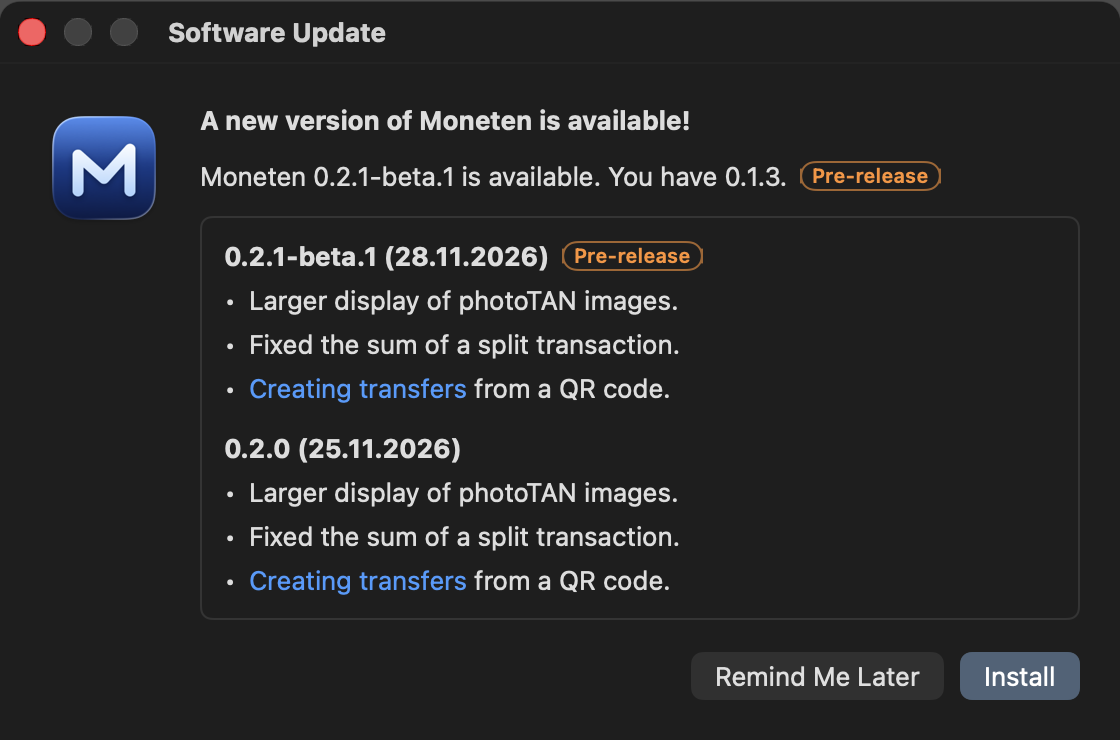 Software Update
M
A new version of Moneten is available!
Moneten 0.2.1-beta.1 is available. You have 0.1.3. Pre-release
0.2.1-beta.1 (28.11.2026) Pre-release
• Larger display of photoTAN images.
• Fixed the sum of a split transaction.
• Creating transfers from a QR code.
0.2.0 (25.11.2026)
• Larger display of photoTAN images.
• Fixed the sum of a split transaction.
• Creating transfers from a QR code.
Remind Me Later Install